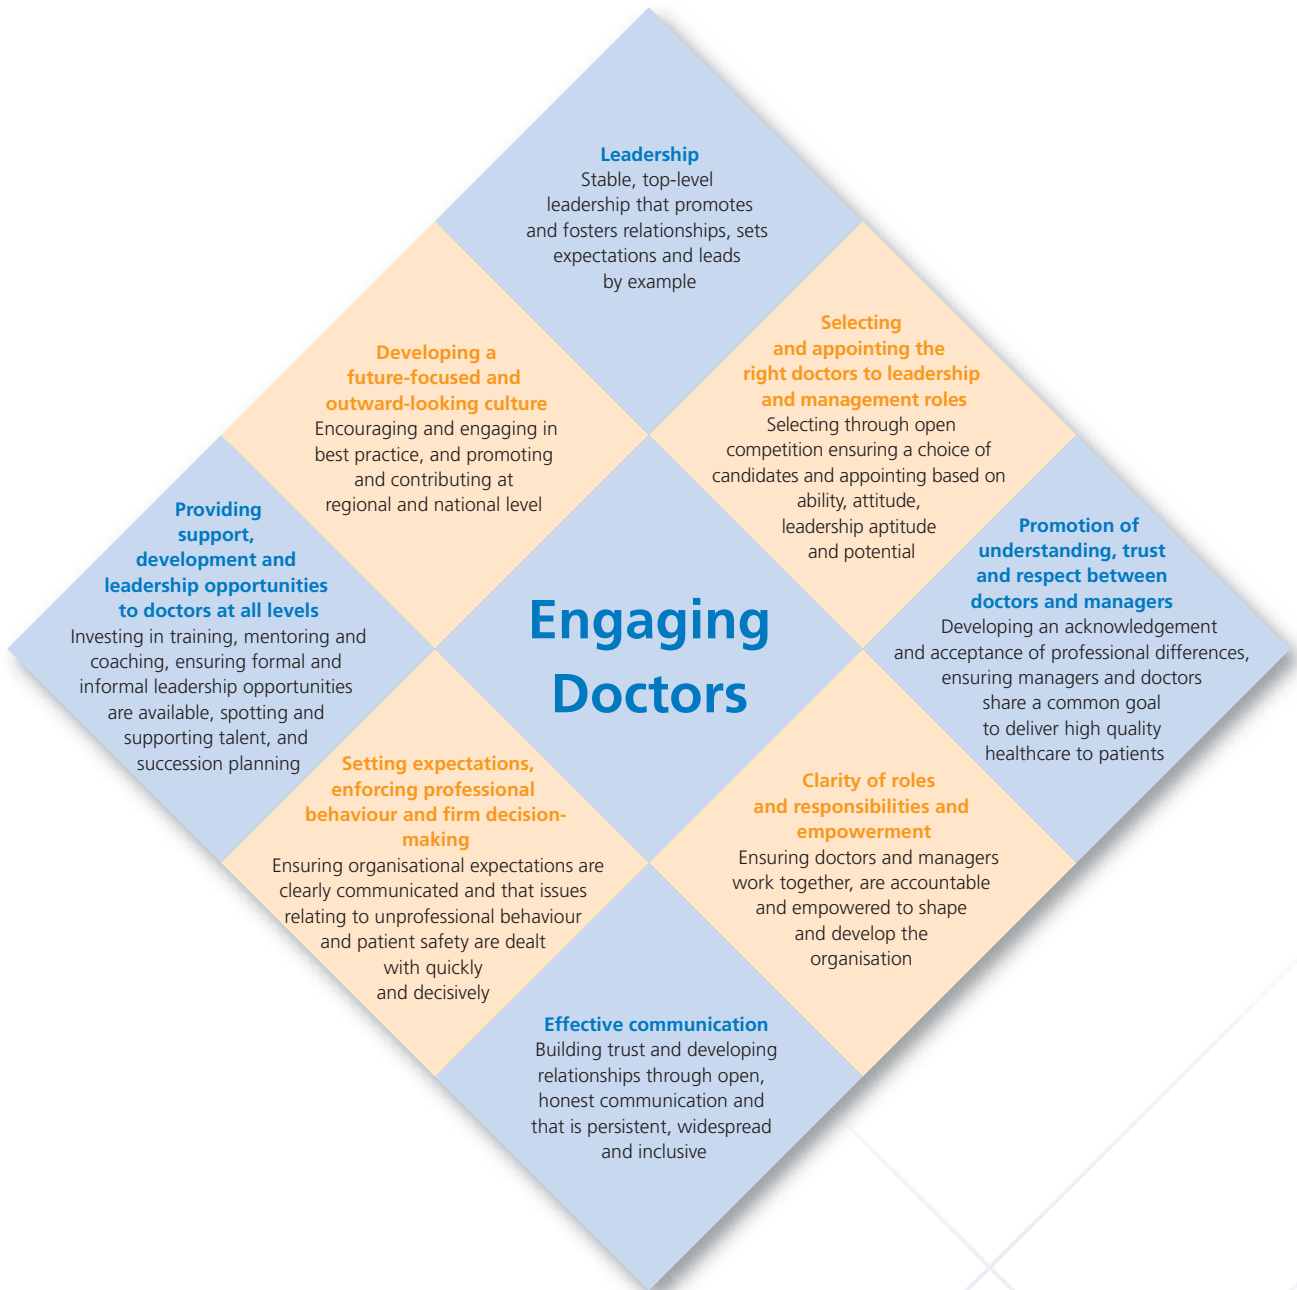 Leadership
Stable, top-level
leadership that promotes
and fosters relationships, sets
expectations and leads
by example
Developing a
future-focused and
outward-looking culture
Encouraging and engaging in
best practice, and promoting
and contributing at
regional and national level
Selecting
and appointing the
right doctors to leadership
and management roles
Selecting through open
competition ensuring a choice of
candidates and appointing based on
ability, attitude,
leadership aptitude
and potential
Providing
support,
development and
leadership opportunities
to doctors at all levels
Investing in training, mentoring and
coaching, ensuring formal and
informal leadership opportunities
are available, spotting and
supporting talent, and
succession planning
Engaging
Doctors
Promotion of
understanding, trust
and respect between
doctors and managers
Developing an acknowledgement
and acceptance of professional differences,
ensuring managers and doctors
share a common goal
to deliver high quality
healthcare to patients
Setting expectations,
enforcing professional
behaviour and firm decision-
making
Ensuring organisational expectations are
clearly communicated and that issues
relating to unprofessional behaviour
and patient safety are dealt
with quickly
and decisively
Clarity of roles
and responsibilities and
empowerment
Ensuring doctors and managers
work together, are accountable
and empowered to shape
and develop the
organisation
Effective communication
Building trust and developing
relationships through open,
honest communication and
that is persistent, widespread
and inclusive